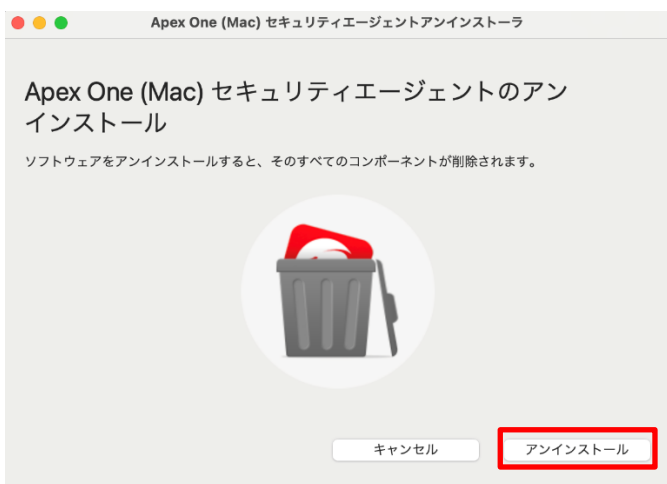 Apex One (Mac) セキュリティエージェントアンインストーラ
Apex One (Mac) セキュリティエージェントのアン
インストール
ソフトウェアをアンインストールすると、そのすべてのコンポーネントが削除されます。
キャンセル
アンインストール